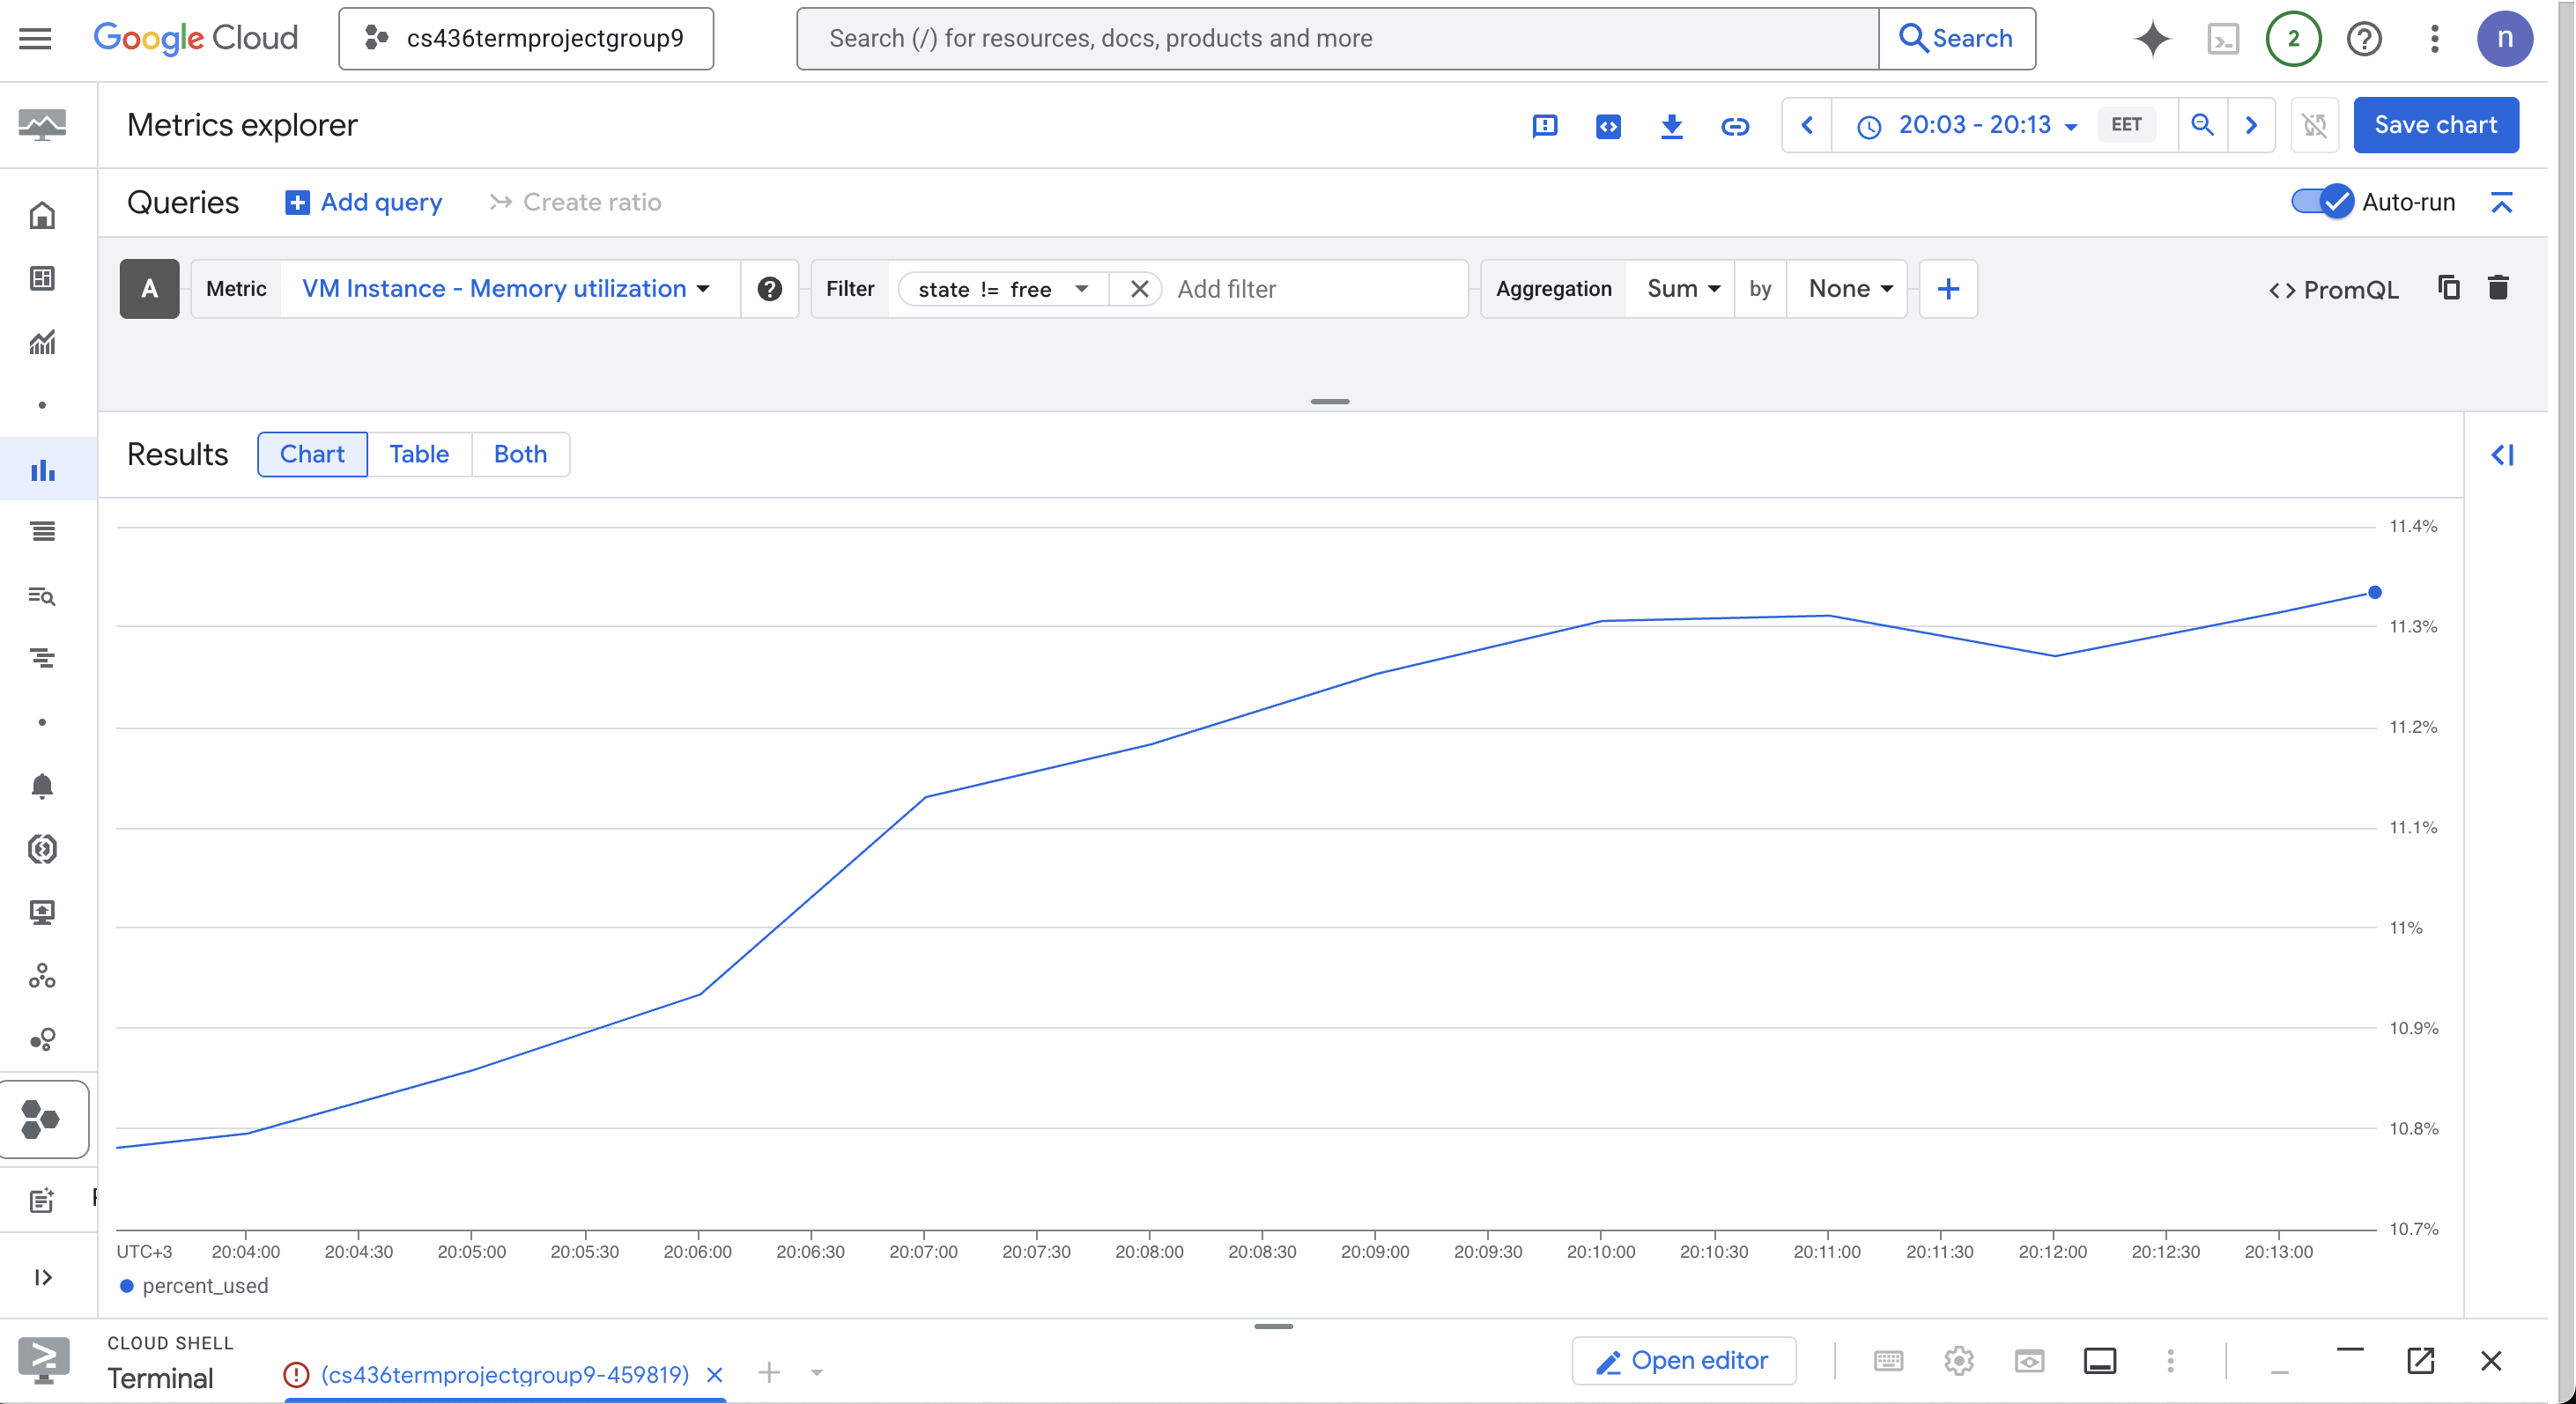 Google Cloud
cs436termprojectgroup9
Search (/) for resources, docs, products and more
Search
2
n
Metrics explorer
20:03 - 20:13
EET
Save chart
Queries
Add query
Create ratio
Auto-run
A
Metric
VM Instance - Memory utilization
Filter
state != free
Add filter
Aggregation
Sum
by
None
<> PromQL
Results
Chart
Table
Both
11.4%
11.3%
11.2%
11.1%
11%
10.9%
10.8%
10.7%
UTC+3
20:04:00
20:04:30
20:05:00
20:05:30
20:06:00
20:06:30
20:07:00
20:07:30
20:08:00
20:08:30
20:09:00
20:09:30
20:10:00
20:10:30
20:11:00
20:11:30
20:12:00
20:12:30
20:13:00
percent_used
CLOUD SHELL
Terminal
(cs436termprojectgroup9-459819)
Open editor